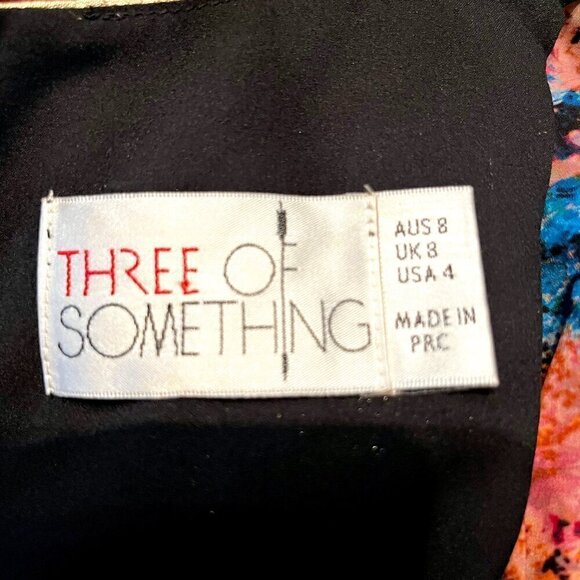 THREE OF
SOMETHING
AUS 8
UK 8
USA 4
MADE IN
PRC